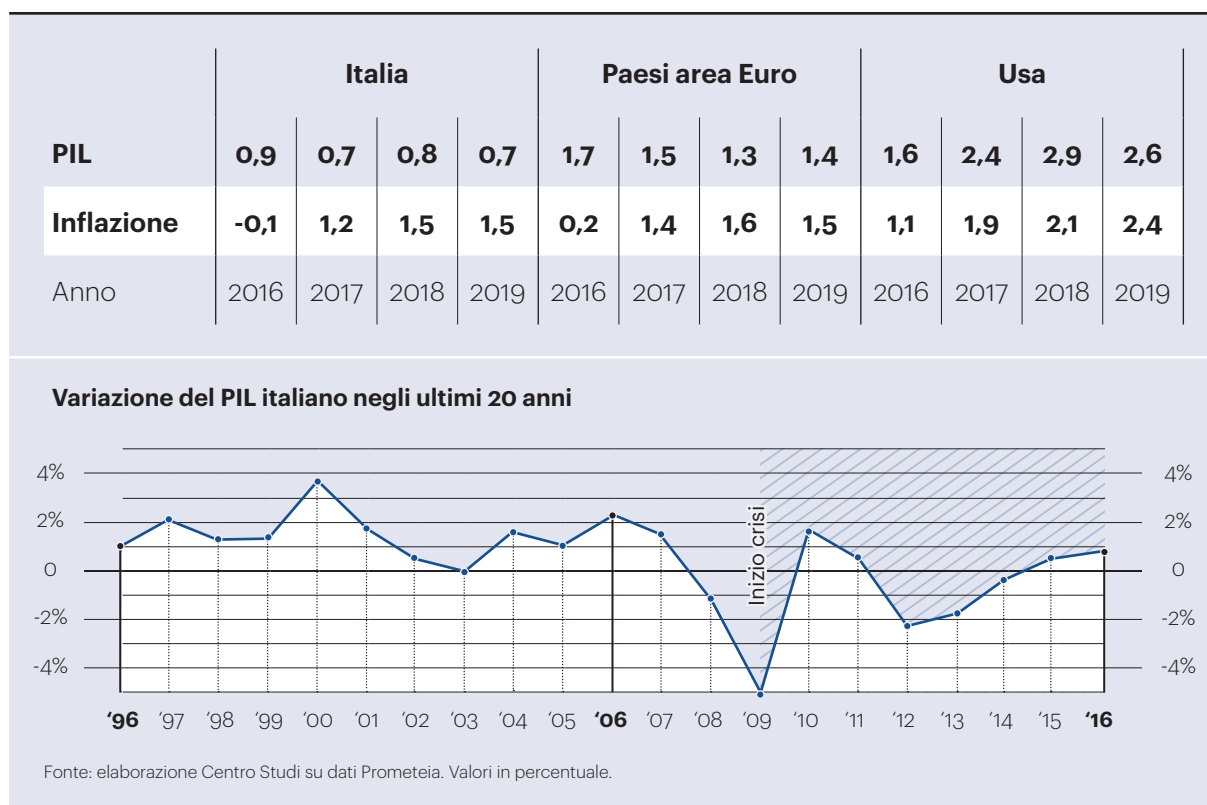 Italia Paesi area Euro Usa
PIL 0,9 0,7 0,8 0,7 1,7 1,5 1,3 1,4 1,6 2,4 2,9 2,6
Inflazione -0,1 1,2 1,5 1,5 0,2 1,4 1,6 1,5 1,1 1,9 2,1 2,4
Anno 2016 2017 2018 2019 2016 2017 2018 2019 2016 2017 2018 2019
Variazione del PIL italiano negli ultimi 20 anni
4% 4%
2% 2%
0 0
-2% -2%
-4% -4%
Inizio crisi
‘96 ‘97 ‘98 ‘99 ‘00 ‘01 ‘02 ‘03 ‘04 ‘05 ‘06 ‘07 ‘08 ‘09 ‘10 ‘11 ‘12 ‘13 ‘14 ‘15 ‘16
Fonte: elaborazione Centro Studi su dati Prometeia. Valori in percentuale.